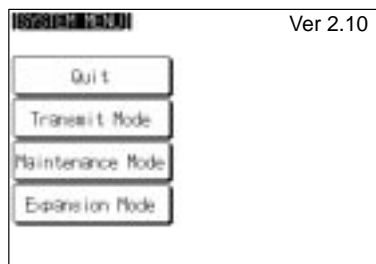 [SYSTEM MENU]
Ver 2.10
Quit
Transmit Mode
Maintenance Mode
Expansion Mode